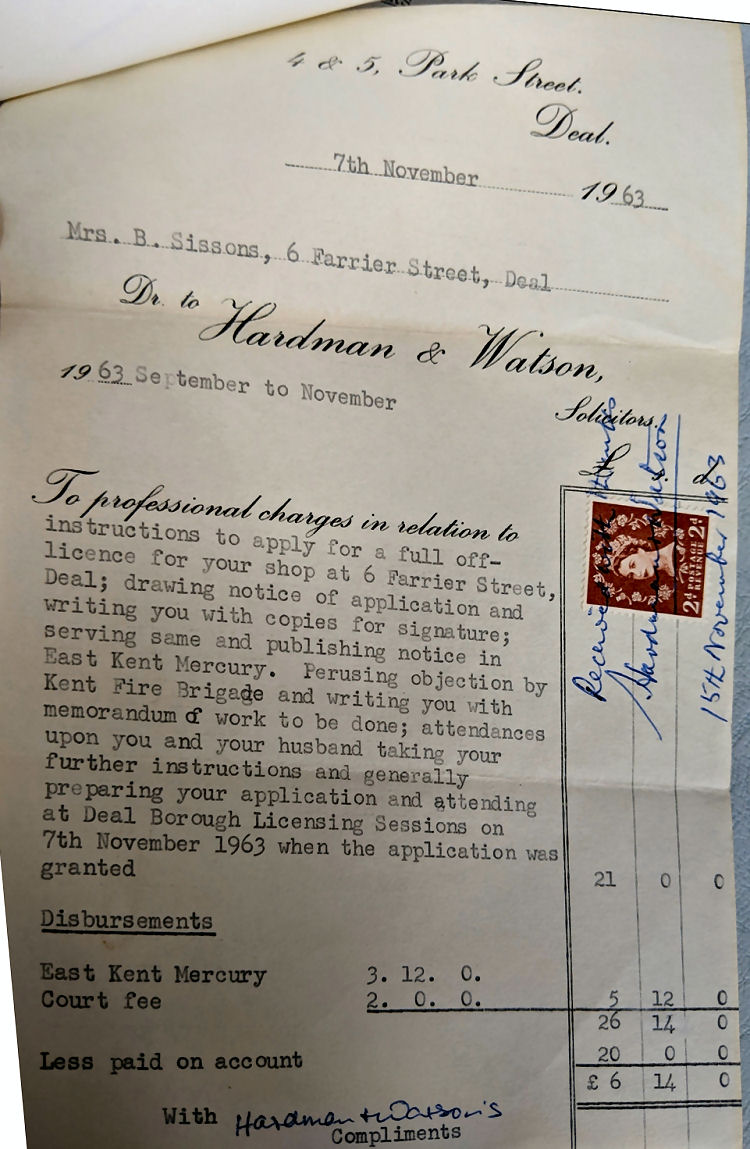 4 & 5, Park Street.
Deal.
7th November 1963
Mrs. B. Sissons, 6 Farrier Street, Deal
Dr. to
Hardman & Watson,
Solicitors.
1963 September to November
To professional charges in relation to
instructions to apply for a full off-
licence for your shop at 6 Farrier Street,
Deal; drawing notice of application and
writing you with copies for signature;
serving same and publishing notice in
East Kent Mercury. Perusing objection by
Kent Fire Brigade and writing you with
memorandum of work to be done; attendances
upon you and your husband taking your
further instructions and generally
preparing your application and attending
at Deal Borough Licensing Sessions on
7th November 1963 when the application was
granted 21 0 0
Disbursements
East Kent Mercury 3. 12. 0.
Court fee 2. 0. 0. 5 12 0
26 14 0
Less paid on account 20 0 0
£ 6 14 0
With Hardman & Watson's
Compliments
Received with thanks
Hardman & Watson
15th November 1963
2d POSTAGE REVENUE 2d